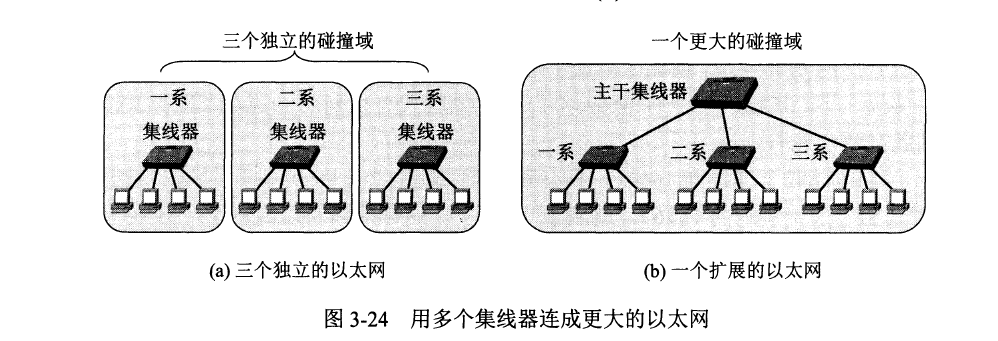 三个独立的碰撞域
一系
集线器
二系
集线器
三系
集线器
(a) 三个独立的以太网
一个更大的碰撞域
主干集线器
一系
二系
三系
(b) 一个扩展的以太网
图 3-24 用多个集线器连成更大的以太网